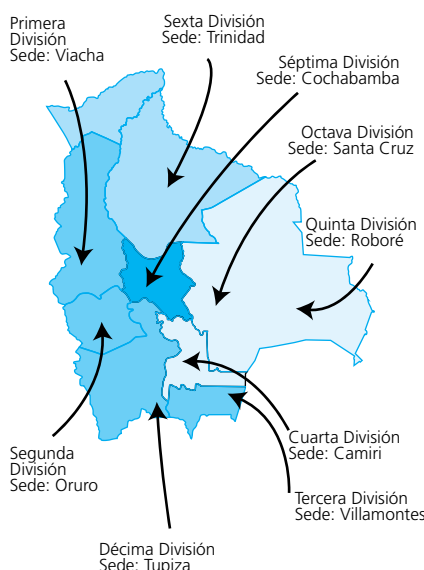 Primera
División
Sede: Viacha
Sexta División
Sede: Trinidad
Séptima División
Sede: Cochabamba
Octava División
Sede: Santa Cruz
Quinta División
Sede: Roboré
Cuarta División
Sede: Camiri
Tercera División
Sede: Villamontes
Segunda
División
Sede: Oruro
Décima División
Sede: Tupiza